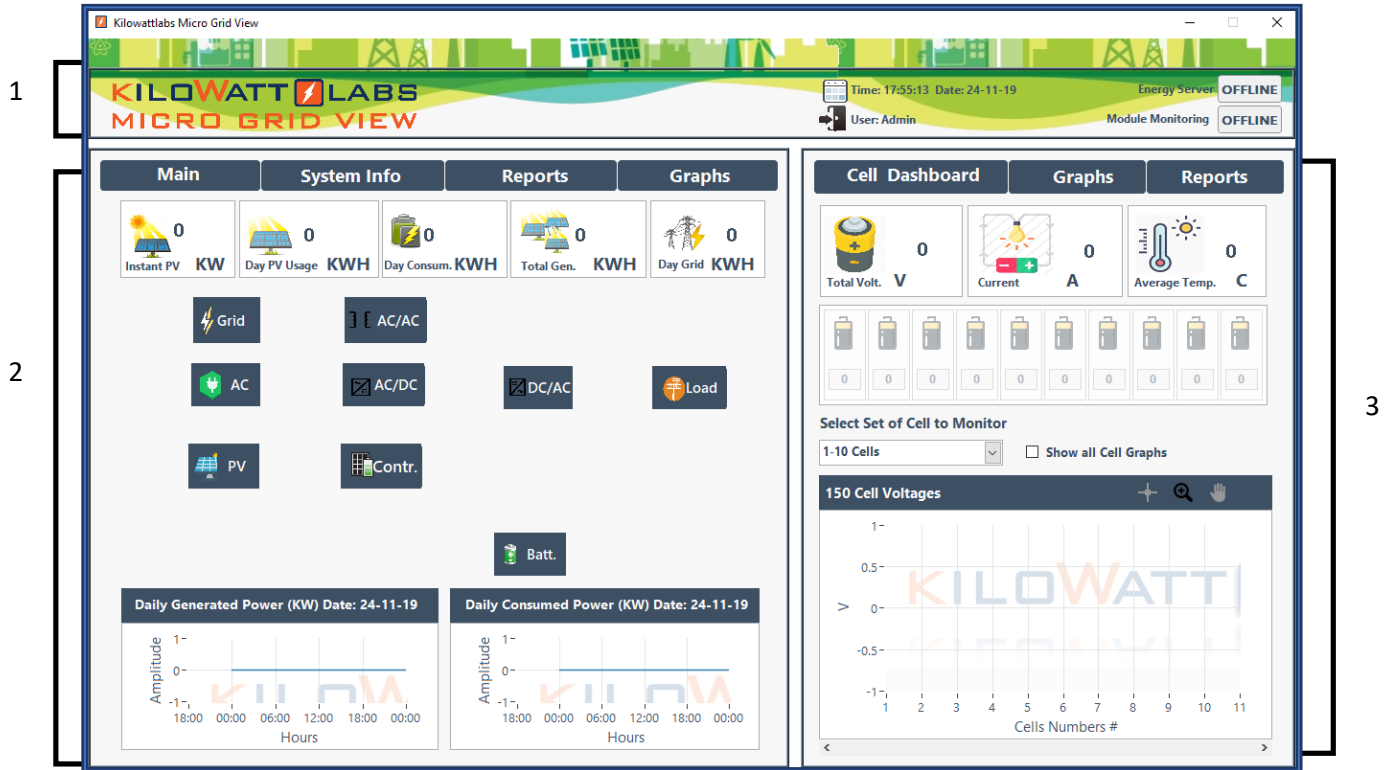 Kilowattlabs Micro Grid View
1
KILOWATT LABS
MICRO GRID VIEW
Time: 17:55:13 Date: 24-11-19
Energy Server OFFLINE
User: Admin
Module Monitoring OFFLINE
2
Main System Info Reports Graphs
0 0 0 0 0
Instant PV KW Day PV Usage KWH Day Consum. KWH Total Gen. KWH Day Grid KWH
Grid AC/AC
AC AC/DC DC/AC Load
PV Contr.
Batt.
Daily Generated Power (KW) Date: 24-11-19
Amplitude
1
0
-1
18:00 00:00 06:00 12:00 18:00 00:00
Hours
Daily Consumed Power (KW) Date: 24-11-19
Amplitude
1
0
-1
18:00 00:00 06:00 12:00 18:00 00:00
Hours
3
Cell Dashboard Graphs Reports
0 0 0
Total Volt. V Current A Average Temp. C
0 0 0 0 0 0 0 0 0 0
Select Set of Cell to Monitor
1-10 Cells Show all Cell Graphs
150 Cell Voltages
V
1
0.5
0
-0.5
-1
KILOWATT
1 2 3 4 5 6 7 8 9 10 11
Cells Numbers #